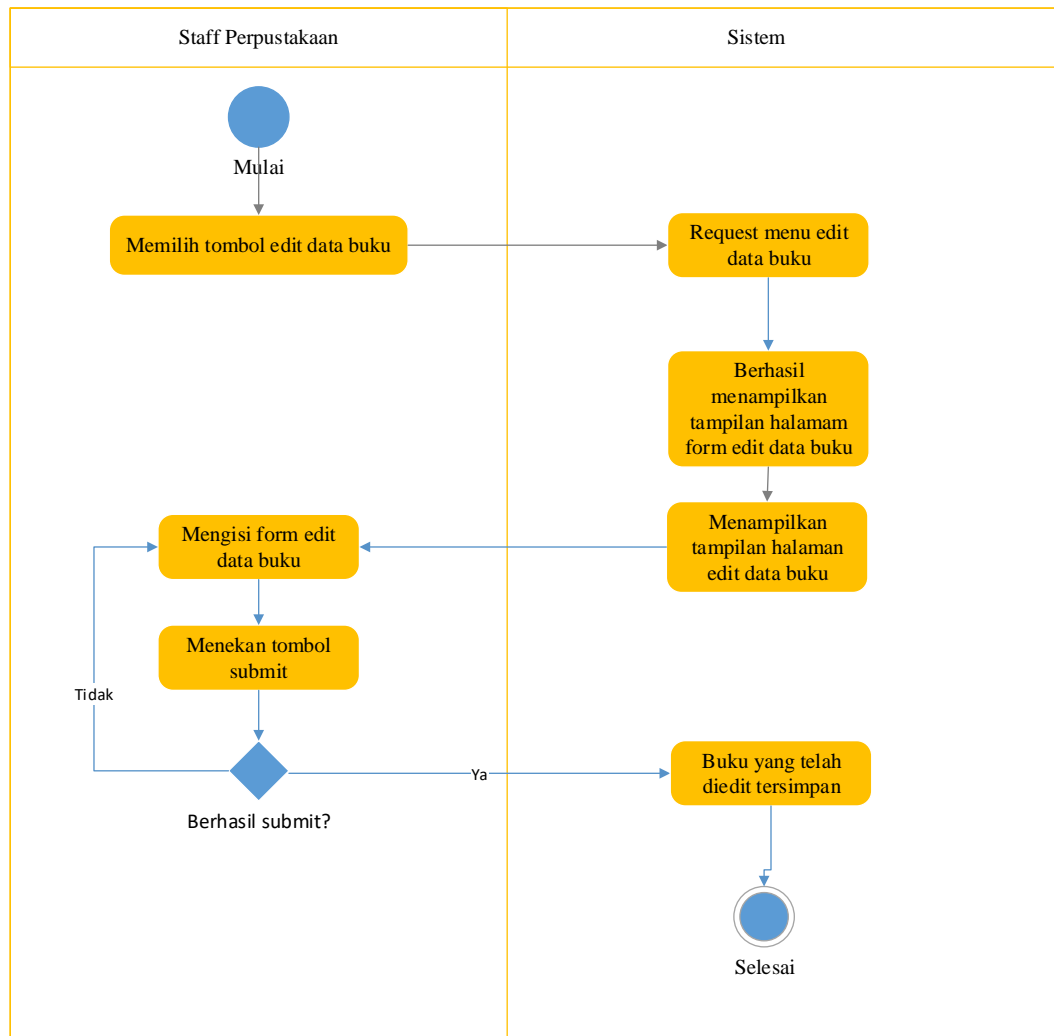 Staff Perpustakaan
Sistem
Mulai
Memilih tombol edit data buku
Request menu edit
data buku
Berhasil
menampilkan
tampilan halamam
form edit data buku
Menampilkan
tampilan halaman
edit data buku
Mengisi form edit
data buku
Menekan tombol
submit
Tidak
Berhasil submit?
Ya
Buku yang telah
diedit tersimpan
Selesai